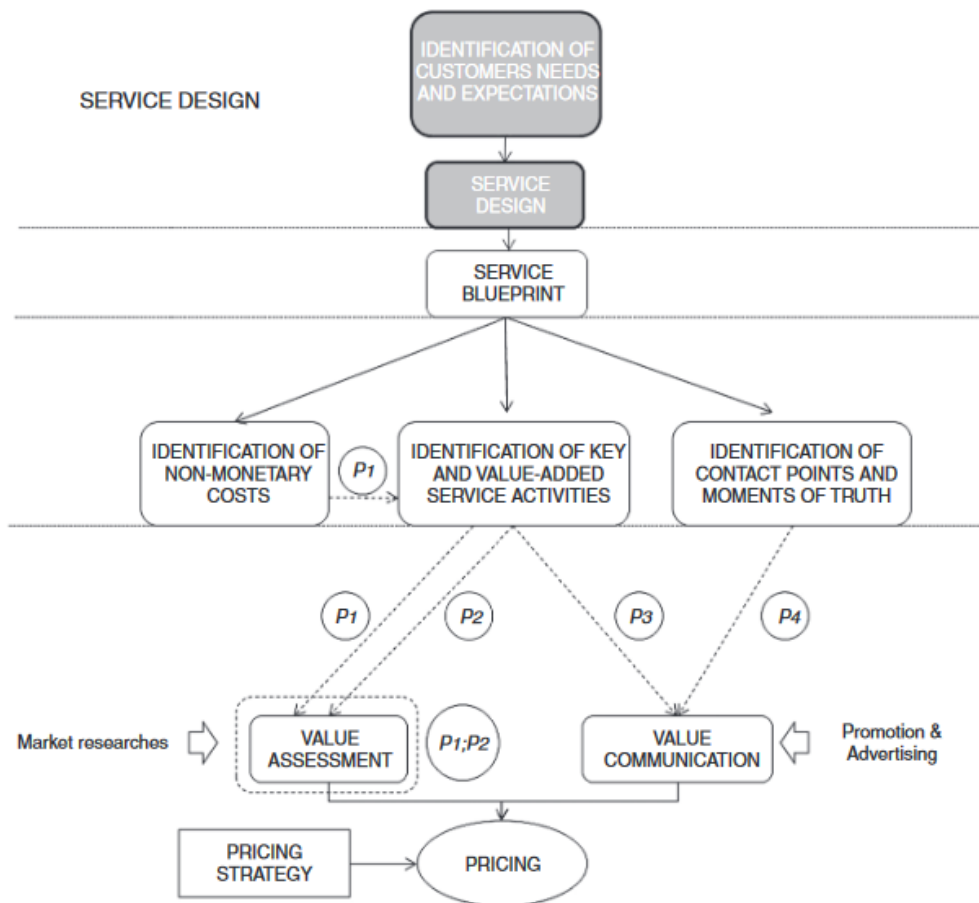 IDENTIFICATION OF
CUSTOMERS NEEDS
AND EXPECTATIONS
SERVICE DESIGN
SERVICE
DESIGN
SERVICE
BLUEPRINT
IDENTIFICATION OF
NON-MONETARY
COSTS
P1
IDENTIFICATION OF KEY
AND VALUE-ADDED
SERVICE ACTIVITIES
IDENTIFICATION OF
CONTACT POINTS AND
MOMENTS OF TRUTH
P1
P2
P3
P4
Market researches
VALUE
ASSESSMENT
P1;P2
VALUE
COMMUNICATION
Promotion &
Advertising
PRICING
STRATEGY
PRICING